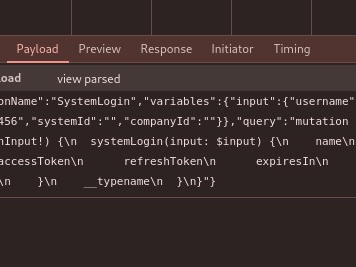 Payload Preview Response Initiator Timing
oad view parsed
onName":"SystemLogin","variables":{"input":{"username"
456","systemId":"","companyId":""}},"query":"mutation
nInput!) {\n  systemLogin(input: $input) {\n    name\n
accessToken\n      refreshToken\n      expiresIn\n
\n    }\n    __typename\n  }\n}"}